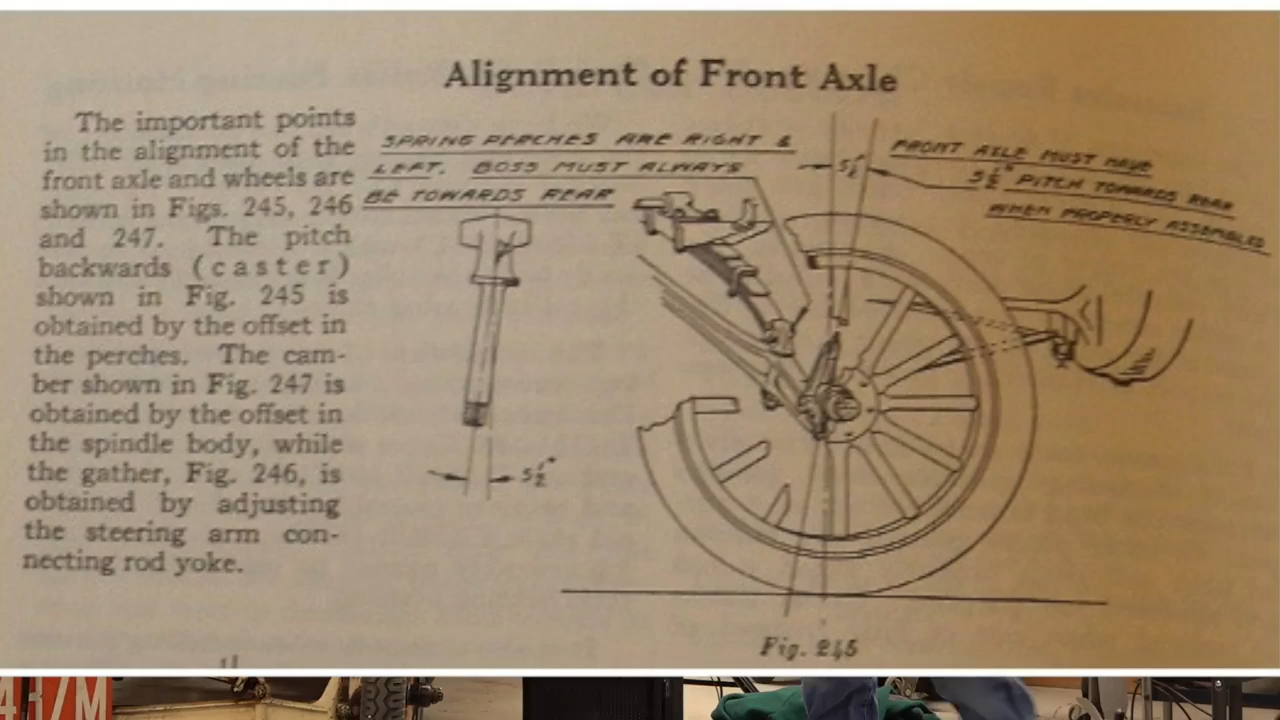 Alignment of Front Axle
The important points
in the alignment of the
front axle and wheels are
shown in Figs. 245, 246
and 247. The pitch
backwards (caster)
shown in Fig. 245 is
obtained by the offset in
the perches. The cam-
ber shown in Fig. 247 is
obtained by the offset in
the spindle body, while
the gather, Fig. 246, is
obtained by adjusting
the steering arm con-
necting rod yoke.
SPRING PERCHES ARE RIGHT &
LEFT. BOSS MUST ALWAYS
BE TOWARDS REAR
5½°
FRONT AXLE MUST HAVE
5½° PITCH TOWARDS REAR
WHEN PROPERLY ASSEMBLED
5½°
Fig. 245